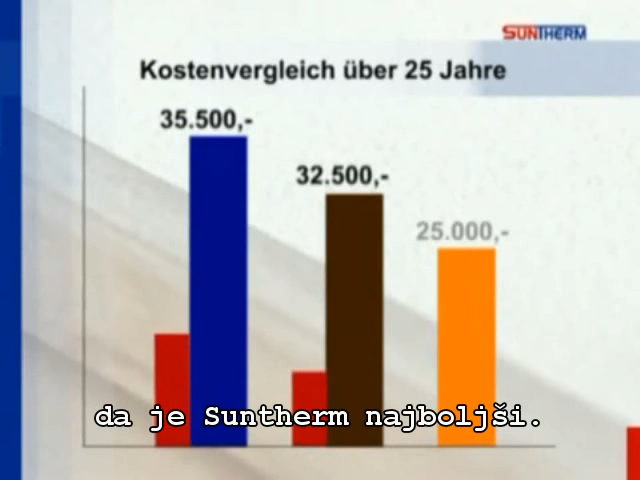 SUNTHERM
Kostenvergleich über 25 Jahre
35.500,-
32.500,-
25.000,-
da je Suntherm najboljši.